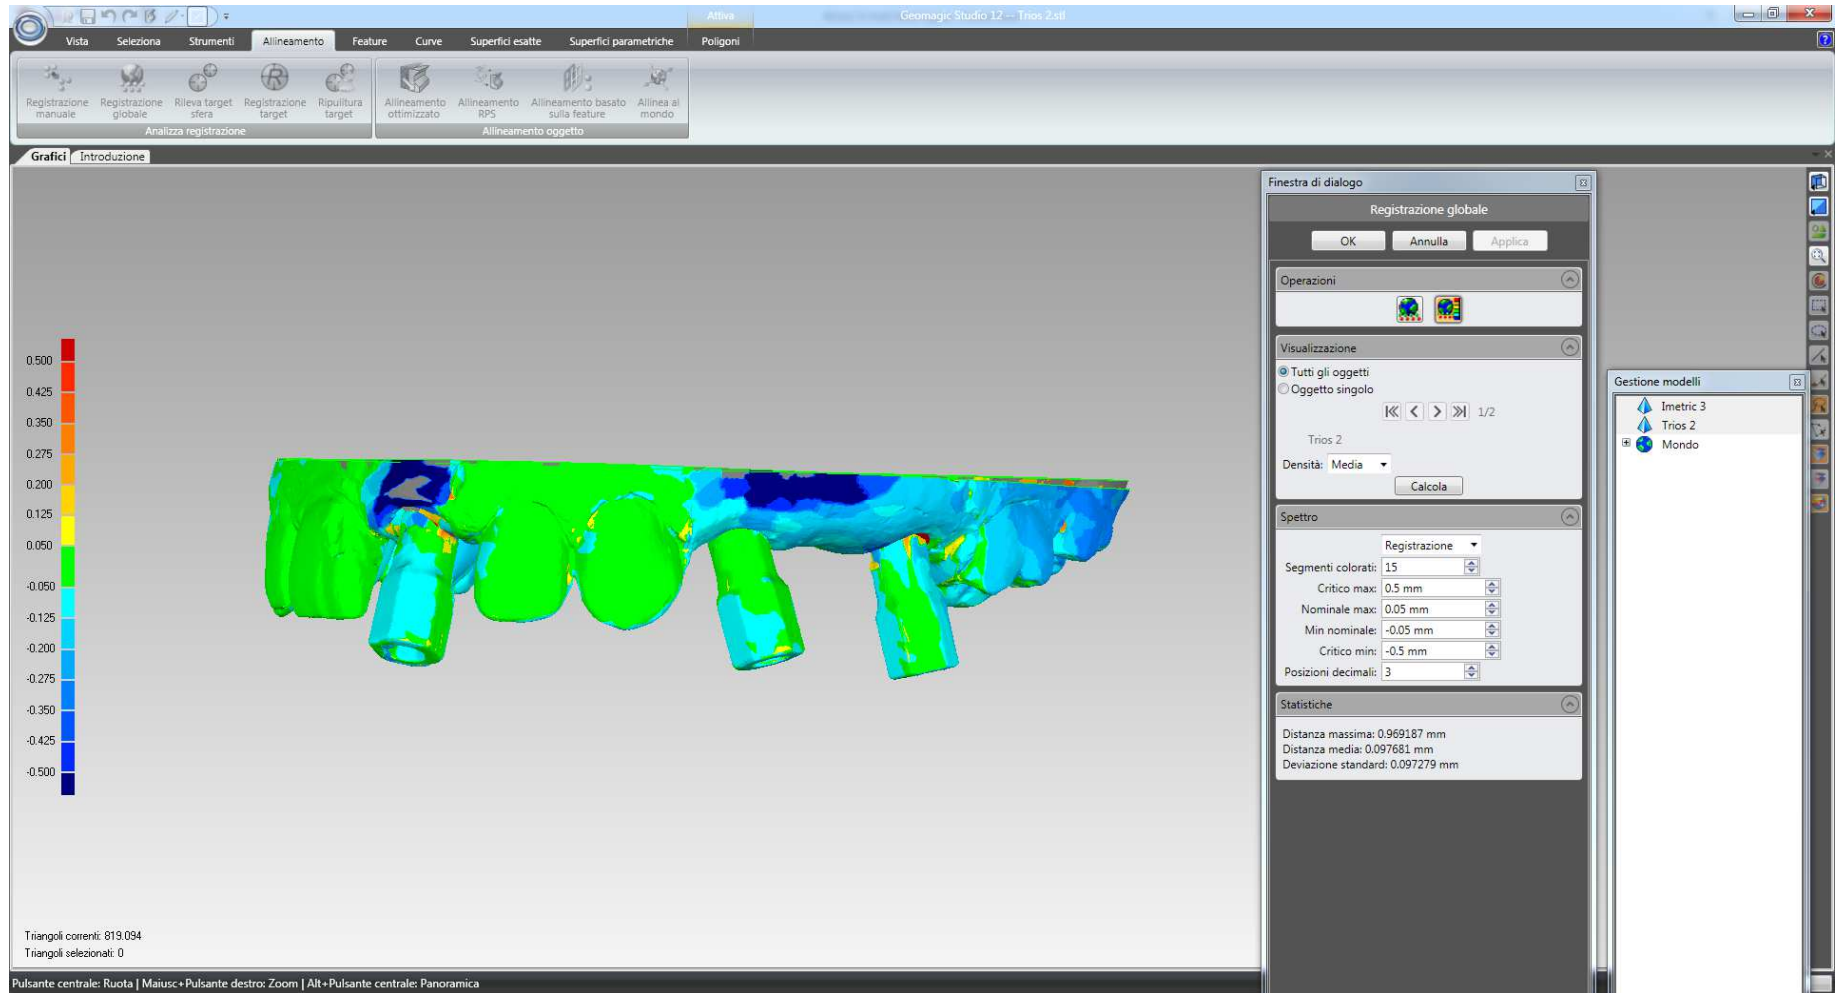 Attiva
Geomagic Studio 12 -- Trios 2.stl
Vista Seleziona Strumenti Allineamento Feature Curve Superfici esatte Superfici parametriche Poligoni
Registrazione manuale
Registrazione globale
Rileva target sfera
Registrazione target
Ripulitura target
Allineamento ottimizzato
Allineamento RPS
Allineamento basato sulla feature
Allinea al mondo
Analizza registrazione
Allineamento oggetto
Grafici Introduzione
0.500
0.425
0.350
0.275
0.200
0.125
0.050
-0.050
-0.125
-0.200
-0.275
-0.350
-0.425
-0.500
Triangoli correnti: 819.094
Triangoli selezionati: 0
Finestra di dialogo
Registrazione globale
OK Annulla Applica
Operazioni
Visualizzazione
Tutti gli oggetti
Oggetto singolo
1/2
Trios 2
Densità: Media
Calcola
Spettro
Registrazione
Segmenti colorati: 15
Critico max: 0.5 mm
Nominale max: 0.05 mm
Min nominale: -0.05 mm
Critico min: -0.5 mm
Posizioni decimali: 3
Statistiche
Distanza massima: 0.969187 mm
Distanza media: 0.097681 mm
Deviazione standard: 0.097279 mm
Gestione modelli
Imetric 3
Trios 2
Mondo
Pulsante centrale: Ruota | Maiusc+Pulsante destro: Zoom | Alt+Pulsante centrale: Panoramica